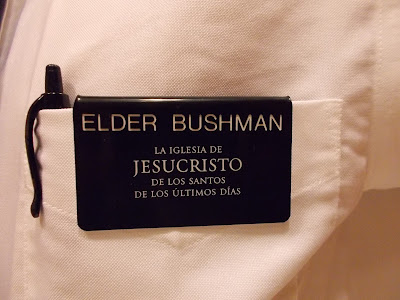 ELDER BUSHMAN
LA IGLESIA DE
JESUCRISTO
DE LOS SANTOS
DE LOS ÚLTIMOS DÍAS